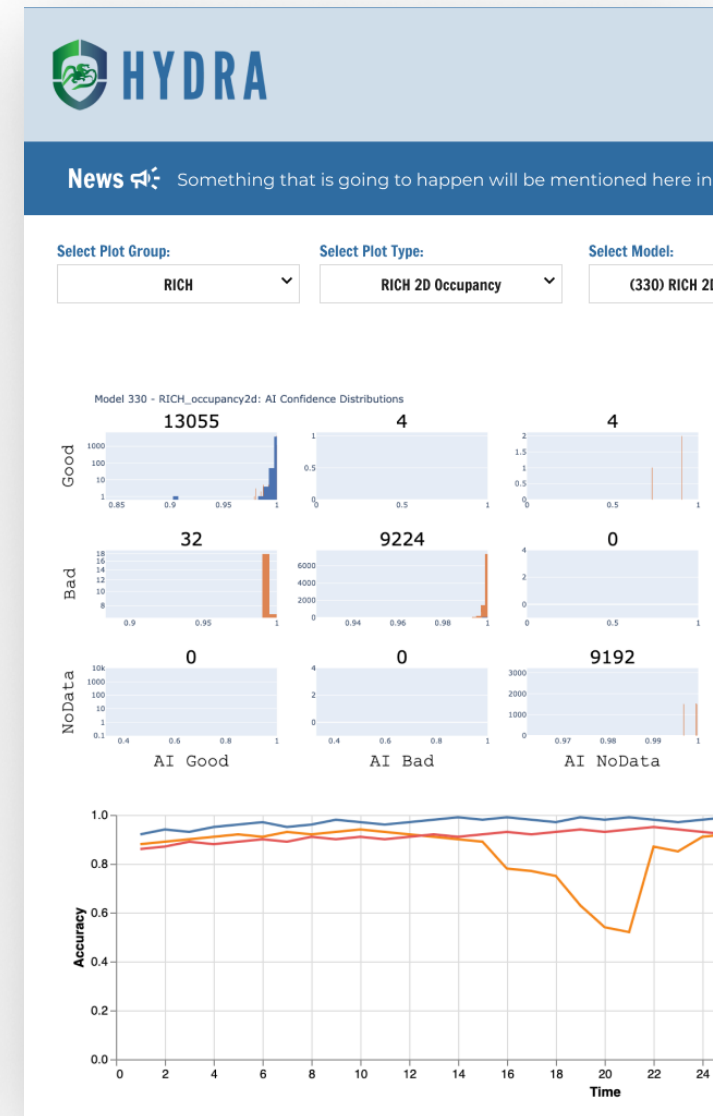 HYDRA
News Something that is going to happen will be mentioned here in
Select Plot Group: Select Plot Type: Select Model:
RICH RICH 2D Occupancy (330) RICH 2D
Model 330 - RICH_occupancy2d: AI Confidence Distributions
13055 4 4
Good
1000 100 10 1
0.85 0.9 0.95 1
1 0.5 0
0 0.5 1
2 1.5 1 0.5 0
0 0.5 1
32 9224 0
Bad
18 16 14 12 10 8
0.9 0.95 1
6000 4000 2000 0
0.94 0.96 0.98 1
4 2 0
0 0.5 1
0 0 9192
NoData
10k 1000 100 10 1 0.1
0.4 0.6 0.8 1
4 2 0
0.4 0.6 0.8 1
3000 2000 1000 0
0.97 0.98 0.99 1
AI Good AI Bad AI NoData
Accuracy
1.0
0.8
0.6
0.4
0.2
0.0
0 2 4 6 8 10 12 14 16 18 20 22 24
Time